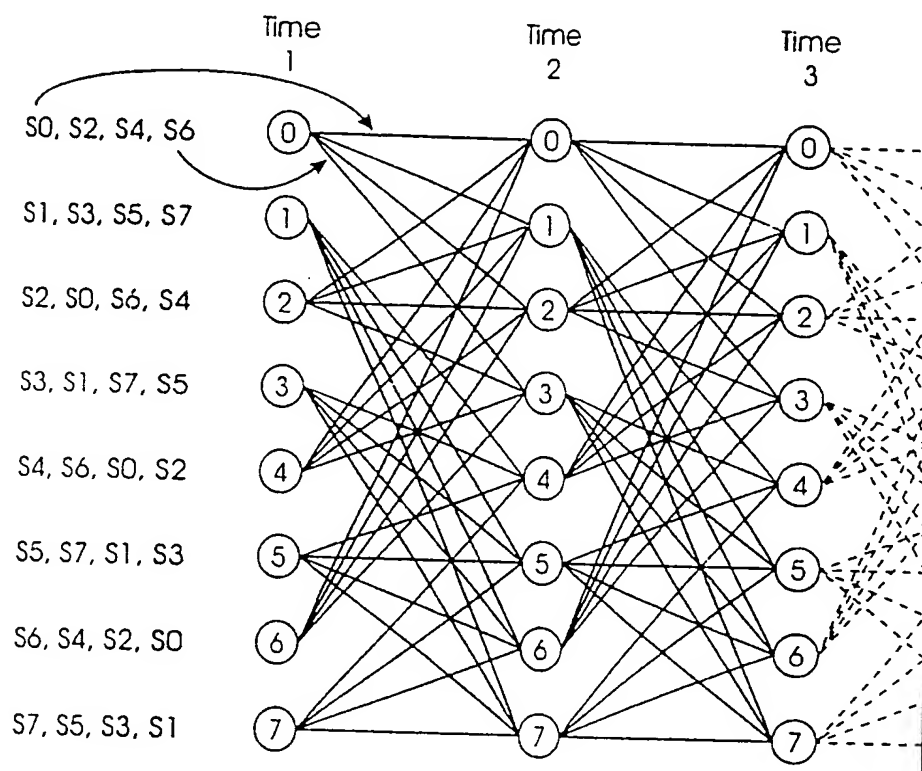 Time Time Time
1 2 3
S0, S2, S4, S6 0 0 0
S1, S3, S5, S7 1 1 1
S2, S0, S6, S4 2 2 2
S3, S1, S7, S5 3 3 3
S4, S6, S0, S2 4 4 4
S5, S7, S1, S3 5 5 5
S6, S4, S2, S0 6 6 6
S7, S5, S3, S1 7 7 7